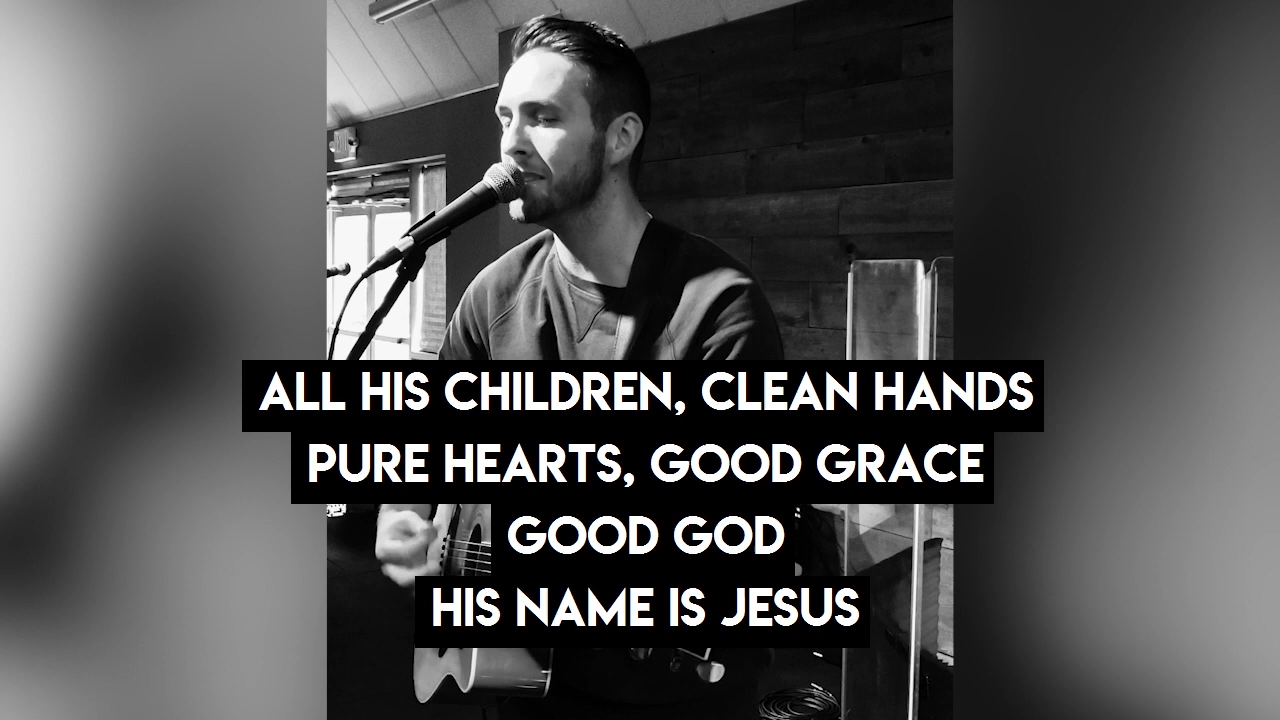 ALL HIS CHILDREN, CLEAN HANDS
PURE HEARTS, GOOD GRACE
GOOD GOD
HIS NAME IS JESUS